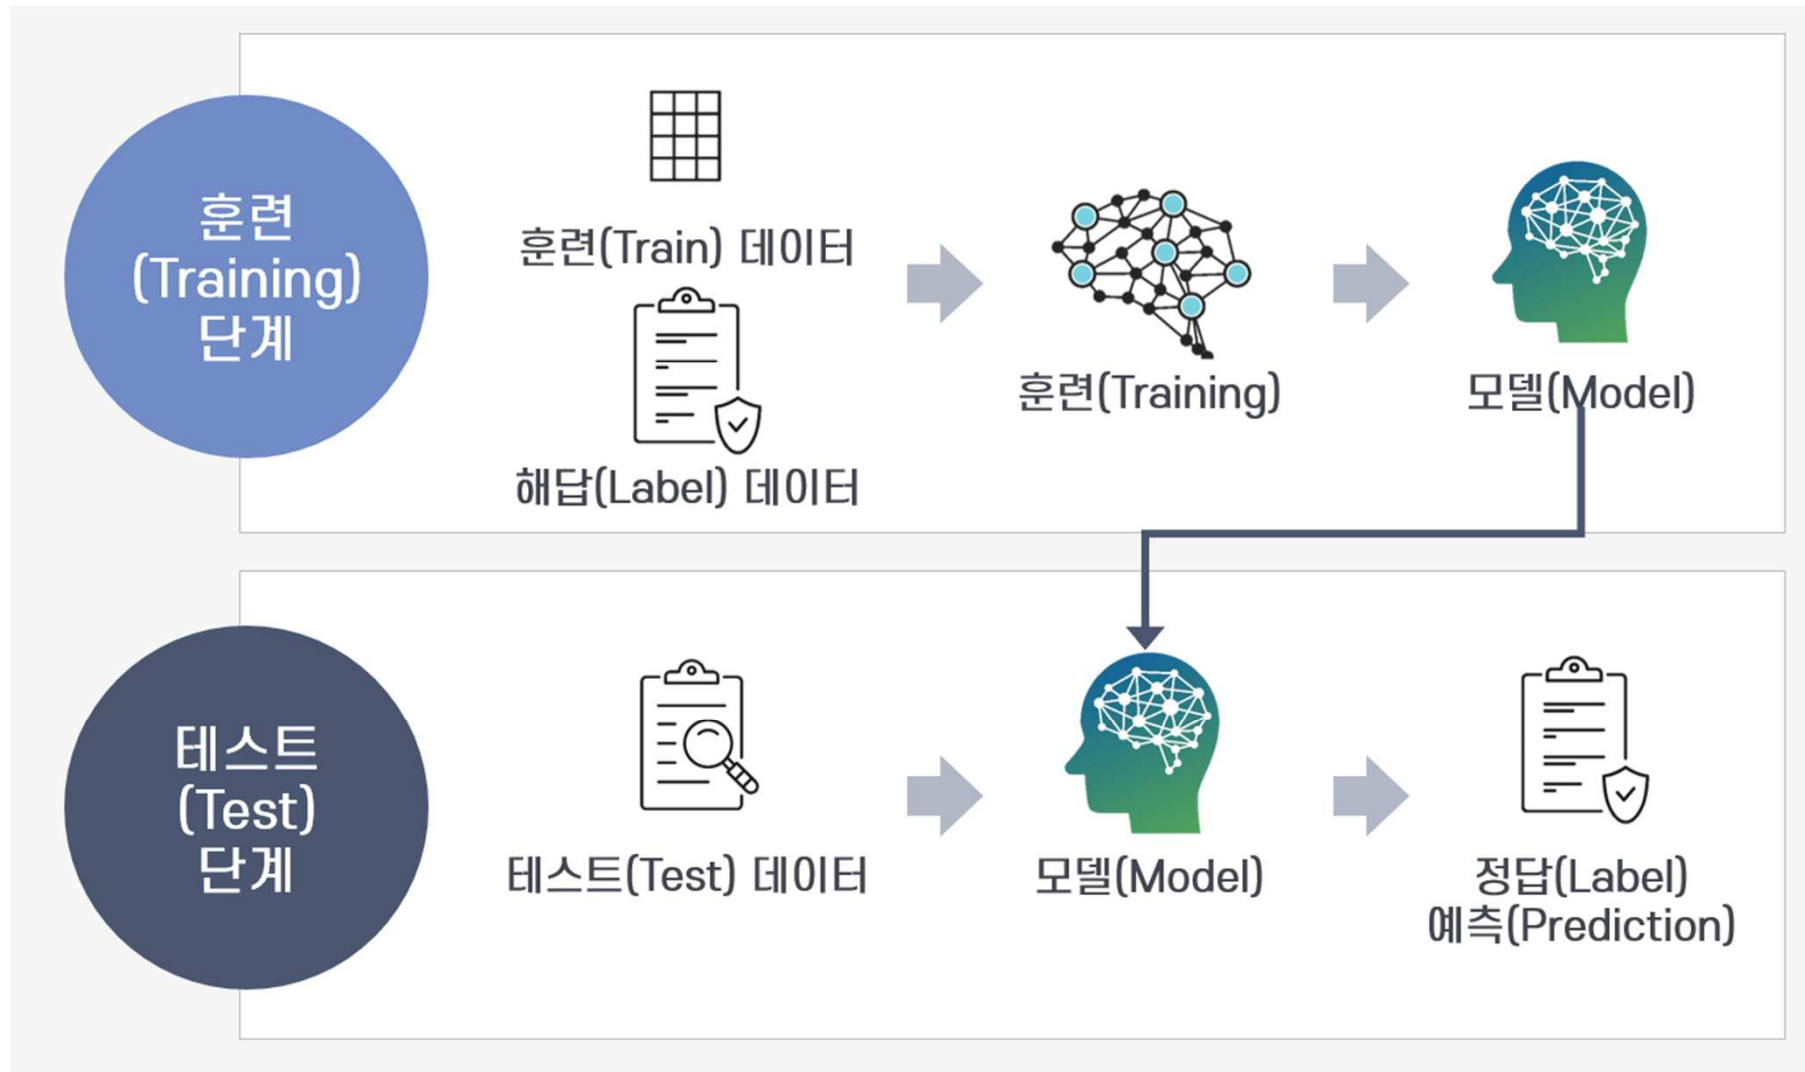 훈련
(Training)
단계
훈련(Train) 데이터
해답(Label) 데이터
훈련(Training)
모델(Model)
테스트
(Test)
단계
테스트(Test) 데이터
모델(Model)
정답(Label)
예측(Prediction)